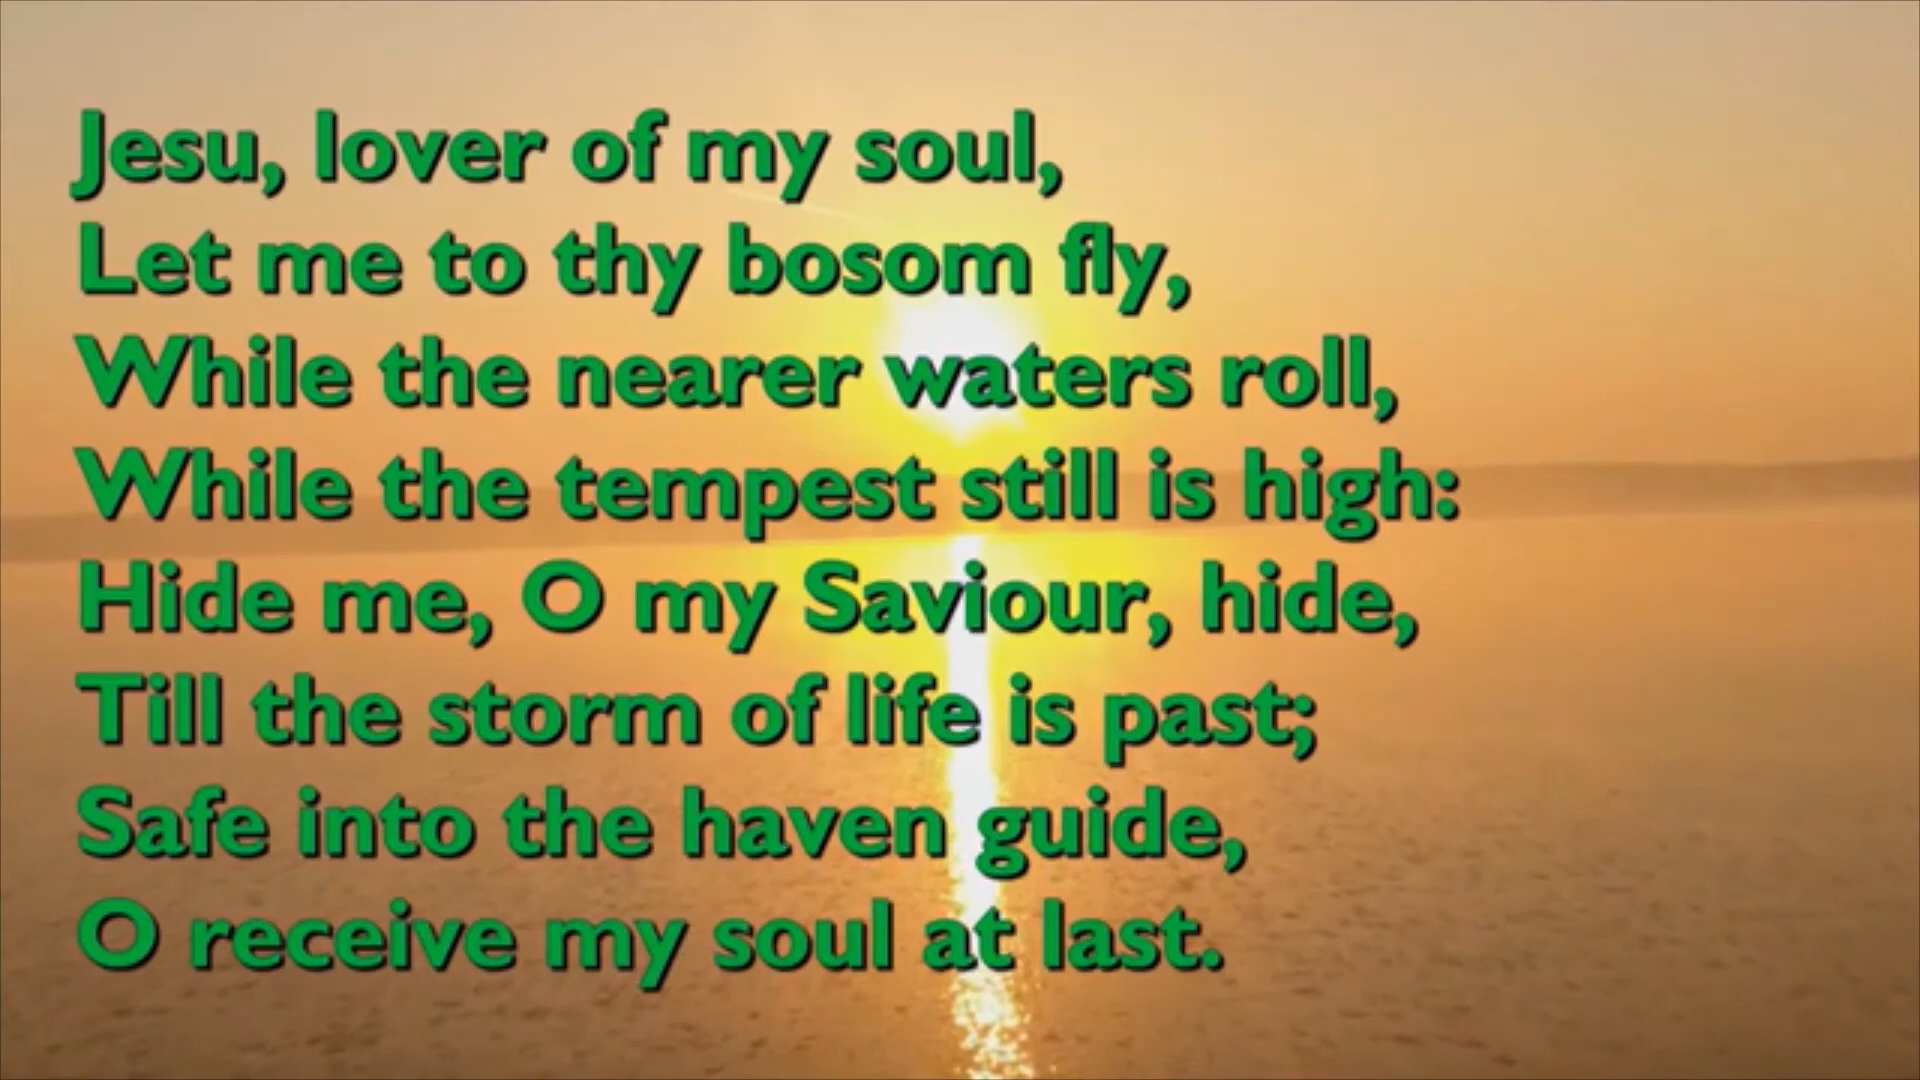 Jesu, lover of my soul,
Let me to thy bosom fly,
While the nearer waters roll,
While the tempest still is high:
Hide me, O my Saviour, hide,
Till the storm of life is past;
Safe into the haven guide,
O receive my soul at last.